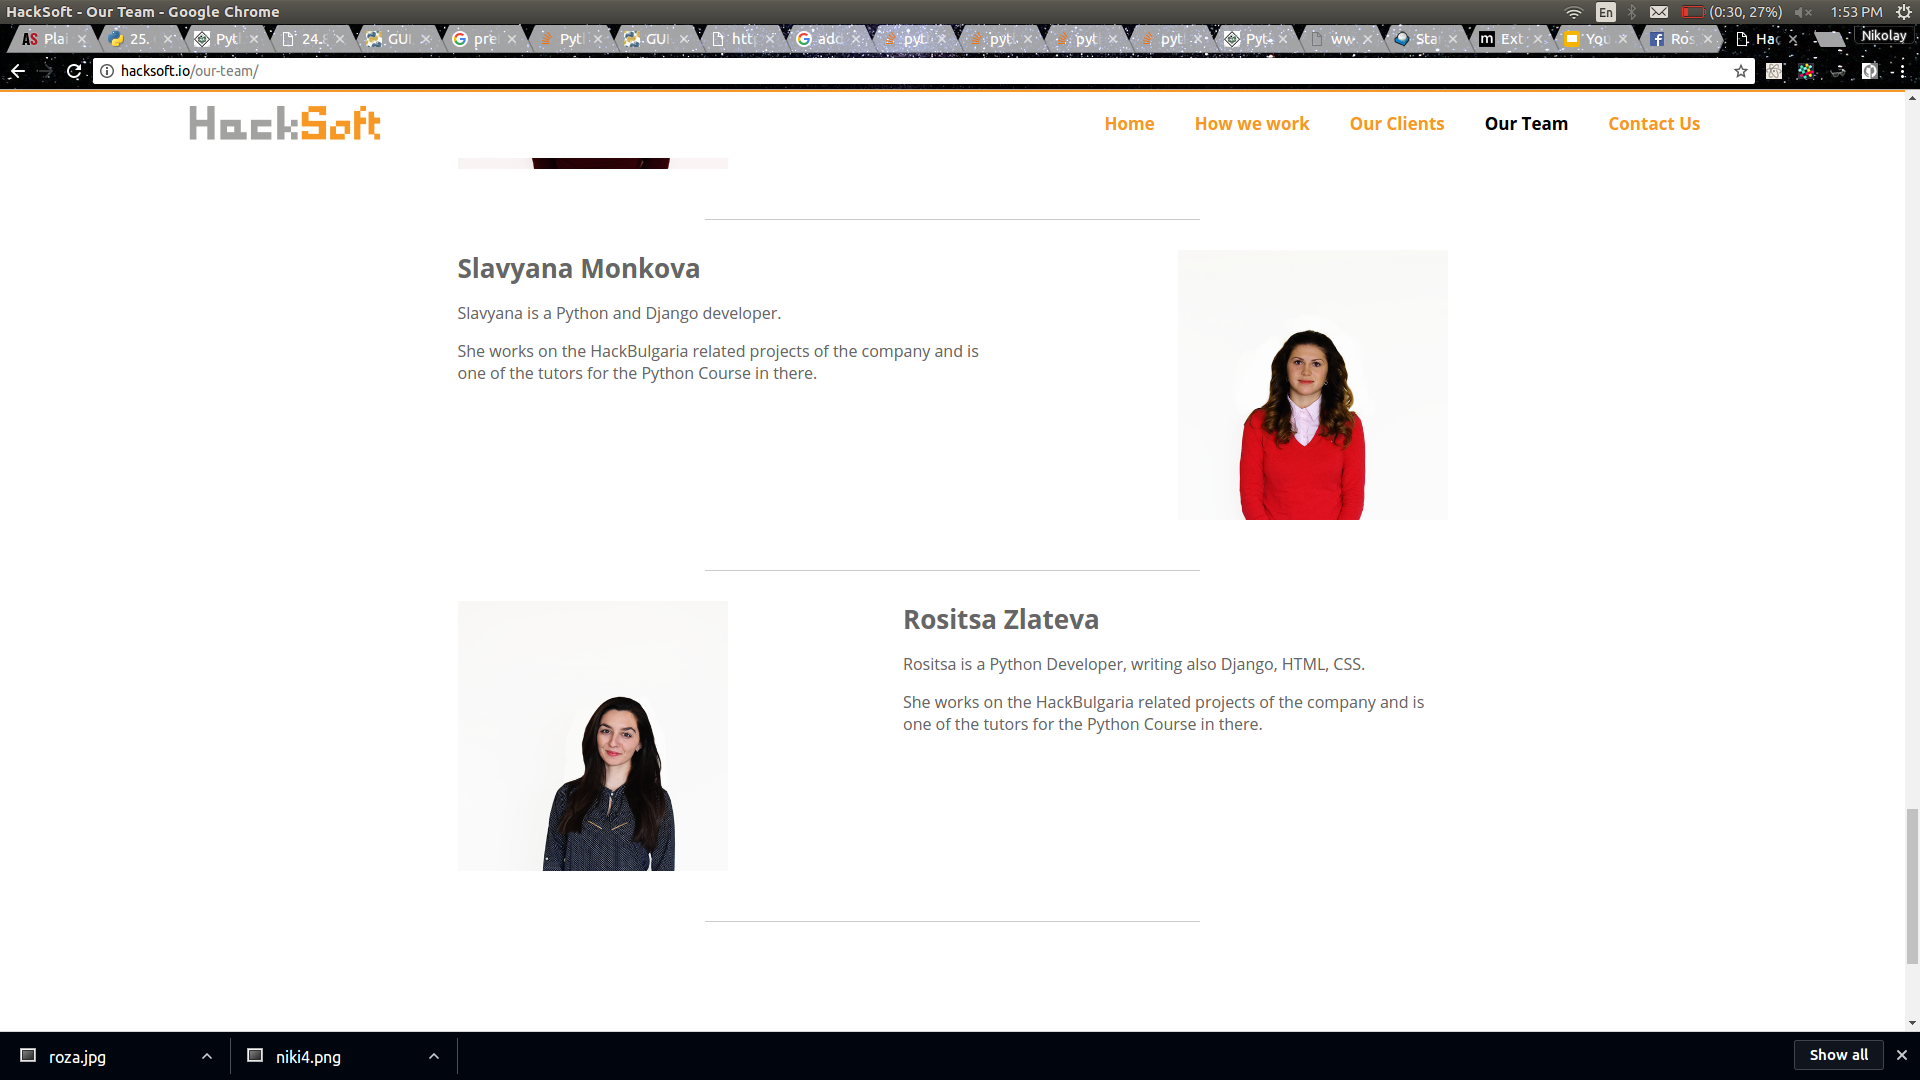 HackSoft - Our Team - Google Chrome
En
(0:30, 27%)
1:53 PM
Pla
25.
Pyt
24.
GUI
pre
Pyt
GUI
htt
add
pyt
pyt
pyt
pyt
Pyt
ww
Sta
Ext
You
Ros
Hac
Nikolay
hacksoft.io/our-team/
HackSoft
Home
How we work
Our Clients
Our Team
Contact Us
Slavyana Monkova
Slavyana is a Python and Django developer.
She works on the HackBulgaria related projects of the company and is
one of the tutors for the Python Course in there.
Rositsa Zlateva
Rositsa is a Python Developer, writing also Django, HTML, CSS.
She works on the HackBulgaria related projects of the company and is
one of the tutors for the Python Course in there.
roza.jpg
niki4.png
Show all